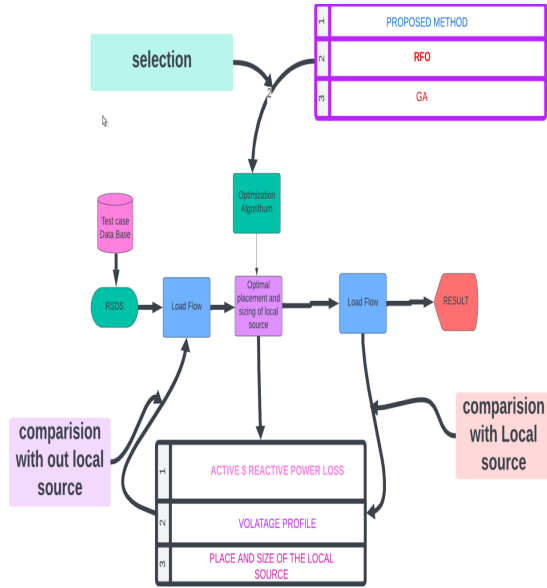 1
PROPOSED METHOD
selection
2
RFO
2
3
GA
Optimization
Algorithum
Test case
Data Base
RSDS
Load Flow
Optimal
placement and
sizing of local
source
Load Flow
RESULT
comparision
with out local
source
comparision
with Local
source
1
ACTIVE $ REACTIVE POWER LOSS
2
VOLATAGE PROFILE
3
PLACE AND SIZE OF THE LOCAL
SOURCE